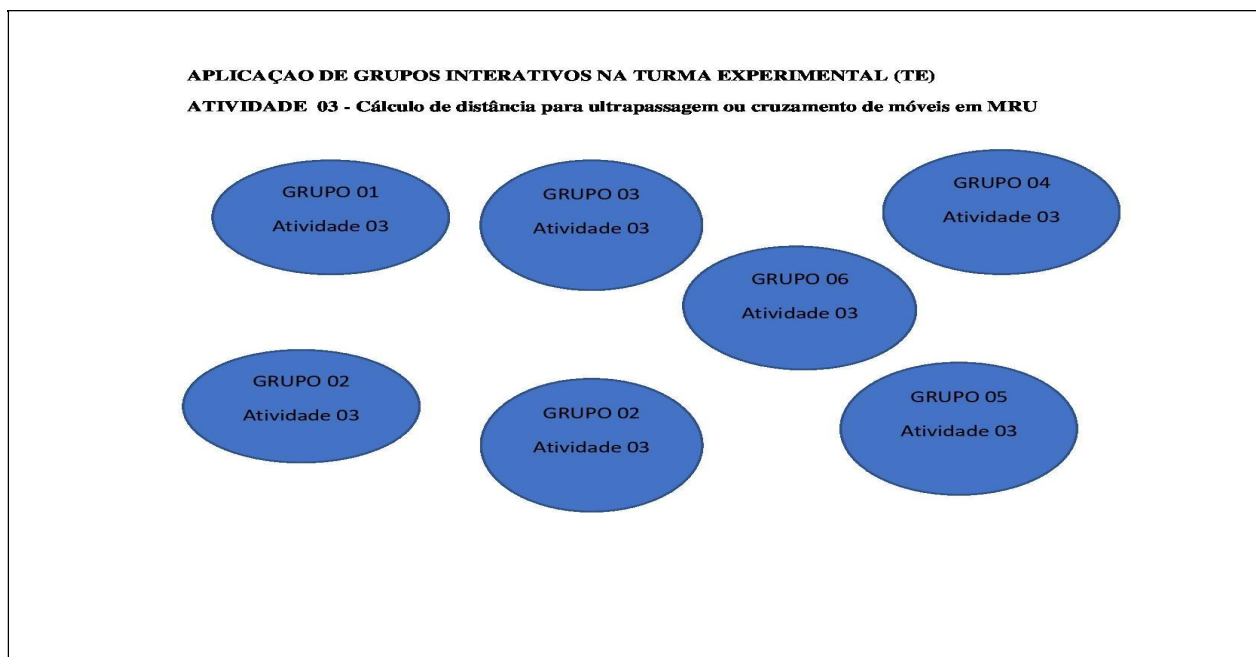 APLICAÇAO DE GRUPOS INTERATIVOS NA TURMA EXPERIMENTAL (TE)
ATIVIDADE 03 - Cálculo de distância para ultrapassagem ou cruzamento de móveis em MRU
GRUPO 01
Atividade 03
GRUPO 03
Atividade 03
GRUPO 04
Atividade 03
GRUPO 06
Atividade 03
GRUPO 02
Atividade 03
GRUPO 02
Atividade 03
GRUPO 05
Atividade 03